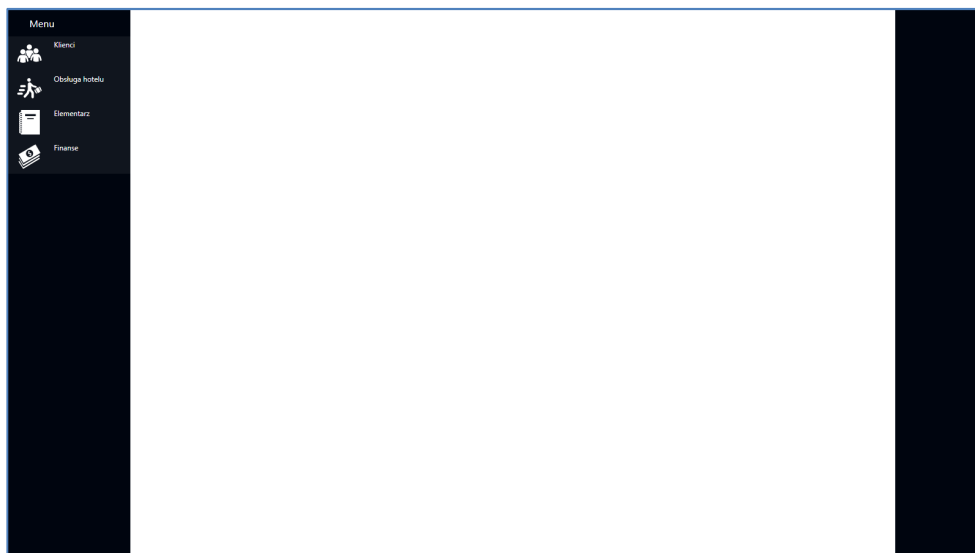 Menu
Klienci
Obsługa hotelu
Elementarz
Finanse